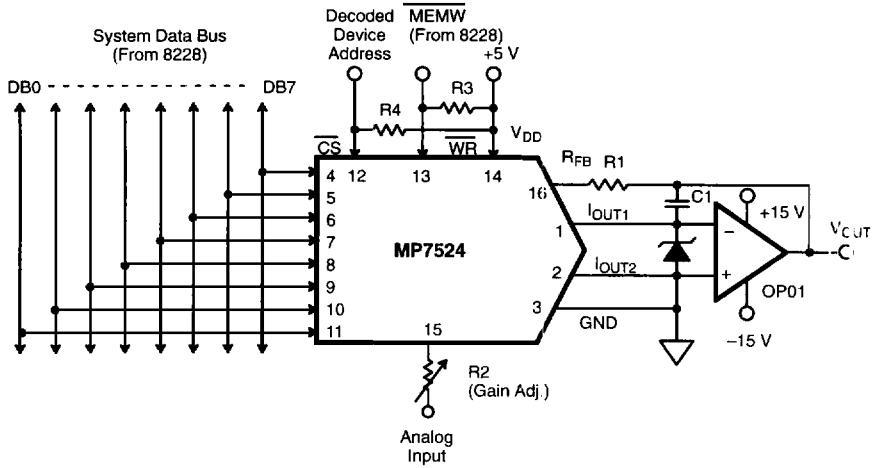 System Data Bus
(From 8228)
DB0
DB7
Decoded
Device
Address
MEMW
(From 8228)
+5 V
R3
R4
VDD
CS
WR
12
13
14
4
5
6
7
8
9
10
11
15
16
1
2
3
MP7524
RFB
R1
C1
IOUT1
IOUT2
GND
+15 V
−15 V
−
+
OP01
VOUT
R2
(Gain Adj.)
Analog
Input